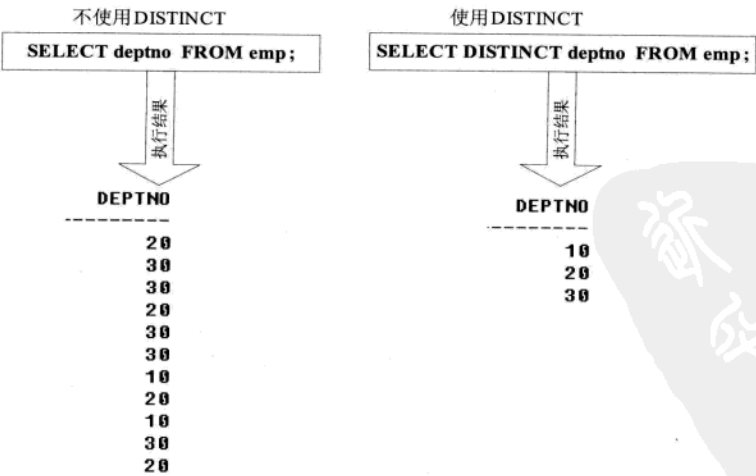 不使用DISTINCT
SELECT deptno FROM emp;
执行结果
DEPTNO
----------
20
30
30
20
30
30
10
20
10
30
20
使用DISTINCT
SELECT DISTINCT deptno FROM emp;
执行结果
DEPTNO
----------
10
20
30